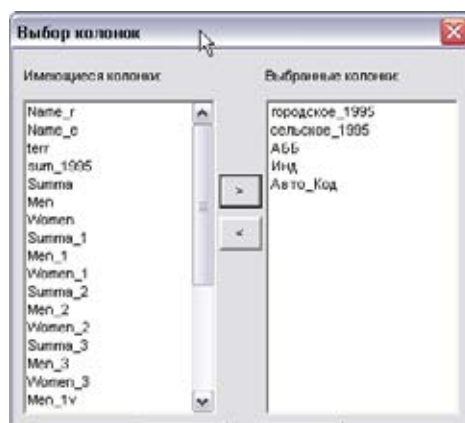 Выбор колонок
Имеющиеся колонки:
Name_r
Name_e
terr
sum_1995
Summa
Men
Women
Summa_1
Men_1
Women_1
Summa_2
Men_2
Women_2
Summa_3
Men_3
Women_3
Men_1v
>
<
Выбранные колонки:
городское_1995
сельское_1995
АББ
Инд
Авто_Код